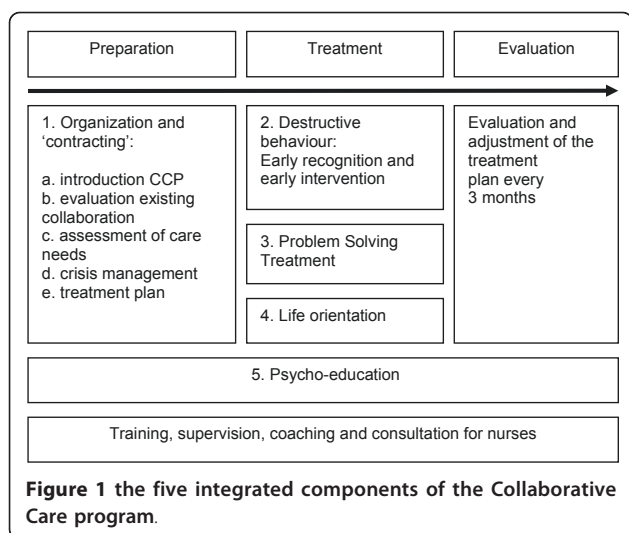 Preparation
Treatment
Evaluation
1. Organization and
'contracting':
a. introduction CCP
b. evaluation existing
collaboration
c. assessment of care
needs
d. crisis management
e. treatment plan
2. Destructive
behaviour:
Early recognition and
early intervention
3. Problem Solving
Treatment
4. Life orientation
Evaluation and
adjustment of the
treatment
plan every
3 months
5. Psycho-education
Training, supervision, coaching and consultation for nurses
Figure 1 the five integrated components of the Collaborative
Care program.